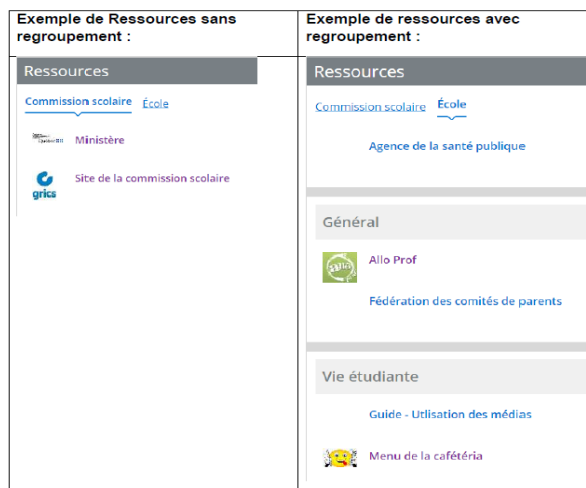 Exemple de Ressources sans
regroupement :
Ressources
Commission scolaire École
Ministère
grics
Site de la commission scolaire
Exemple de ressources avec
regroupement :
Ressources
Commission scolaire École
Agence de la santé publique
Général
Allo Prof
Fédération des comités de parents
Vie étudiante
Guide - Utlisation des médias
Menu de la cafétéria